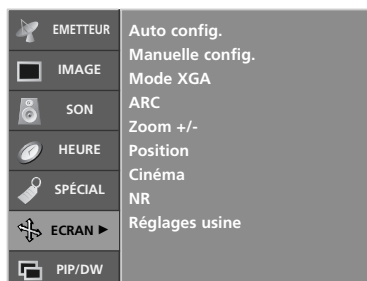 EMETTEUR
IMAGE
SON
HEURE
SPÉCIAL
ECRAN ►
PIP/DW
Auto config.
Manuelle config.
Mode XGA
ARC
Zoom +/-
Position
Cinéma
NR
Réglages usine